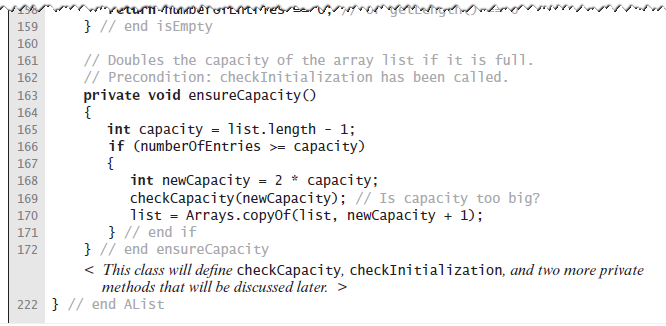 159 } // end isEmpty
160
161 // Doubles the capacity of the array list if it is full.
162 // Precondition: checkInitialization has been called.
163 private void ensureCapacity()
164 {
165 int capacity = list.length - 1;
166 if (numberOfEntries >= capacity)
167 {
168 int newCapacity = 2 * capacity;
169 checkCapacity(newCapacity); // Is capacity too big?
170 list = Arrays.copyOf(list, newCapacity + 1);
171 } // end if
172 } // end ensureCapacity
< This class will define checkCapacity, checkInitialization, and two more private
methods that will be discussed later. >
222 } // end AList